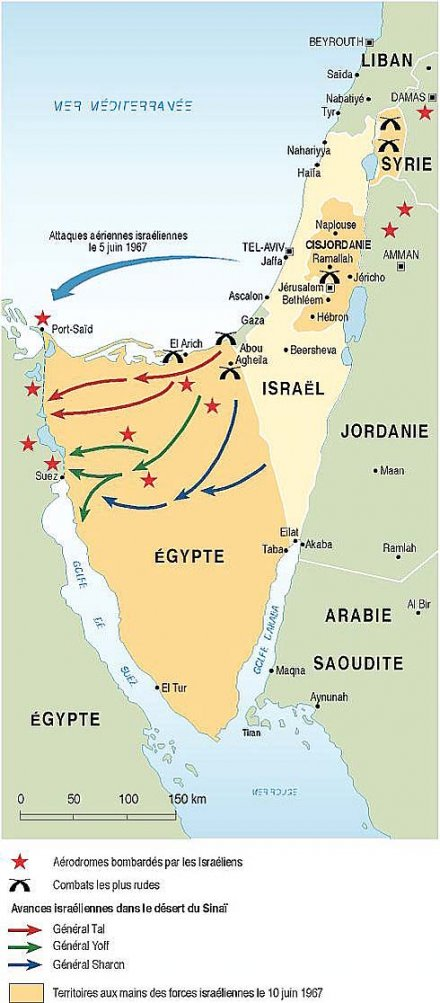 BEYROUTH
LIBAN
Saïda
Nabatiyé
DAMAS
MER MÉDITERRANÉE
Tyr
SYRIE
Nahariyya
Haïfa
Naplouse
Attaques aériennes israéliennes
le 5 juin 1967
TEL-AVIV
CISJORDANIE
Jaffa
Ramallah
AMMAN
Jéricho
Jérusalem
Ascalon
Bethléem
Port-Saïd
Gaza
Hébron
El Arich
Abou
Agheila
Beersheva
ISRAËL
JORDANIE
Suez
Maan
Eilat
ÉGYPTE
Taba
Akaba
Ramlah
GOLFE DE SUEZ
GOLFE D'AKABA
ARABIE
SAOUDITE
Al Bir
Maqna
El Tur
Aynunah
ÉGYPTE
Tiran
MER ROUGE
0 50 100 150 km
Aérodromes bombardés par les Israéliens
Combats les plus rudes
Avances israéliennes dans le désert du Sinaï
Général Tal
Général Yoff
Général Sharon
Territoires aux mains des forces israéliennes le 10 juin 1967